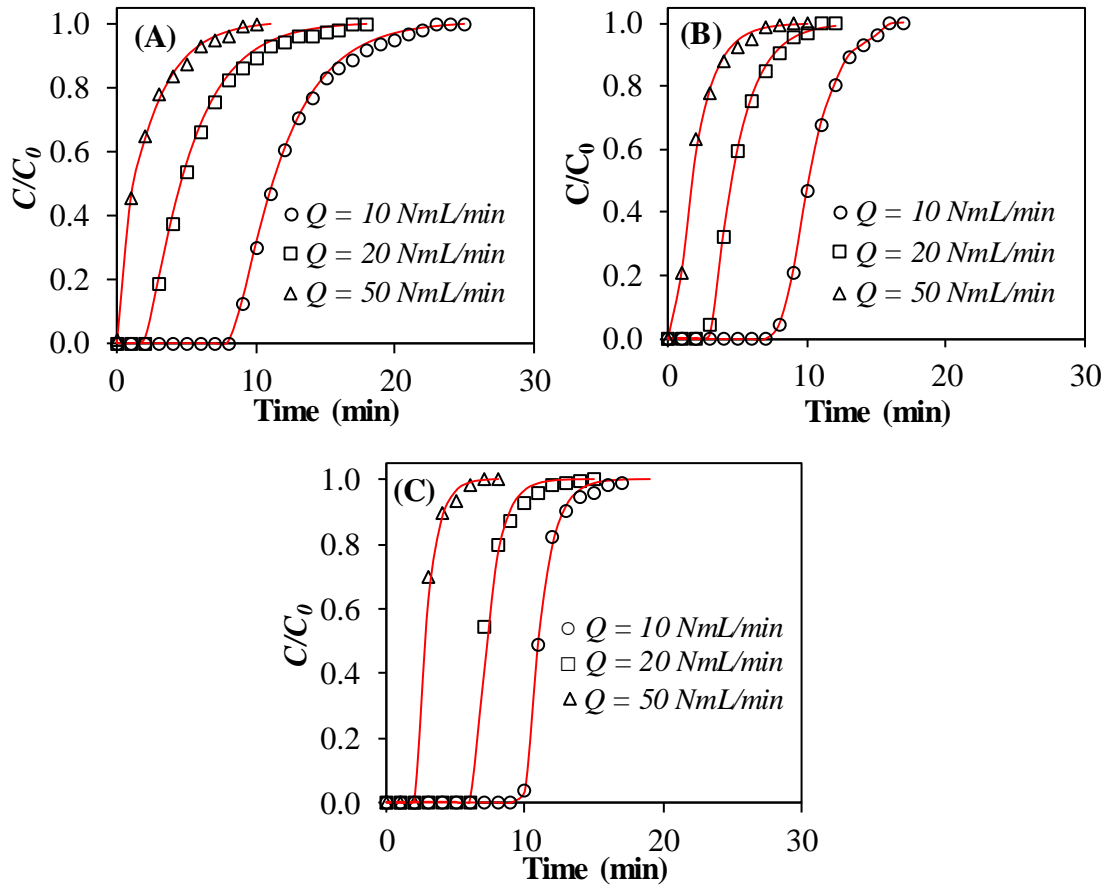 (A)
C/C0
1.0
0.8
0.6
0.4
0.2
0.0
Q = 10 NmL/min
Q = 20 NmL/min
Q = 50 NmL/min
0 10 20 30
Time (min)
(B)
C/C0
1.0
0.8
0.6
0.4
0.2
0.0
Q = 10 NmL/min
Q = 20 NmL/min
Q = 50 NmL/min
0 10 20 30
Time (min)
(C)
C/C0
1.0
0.8
0.6
0.4
0.2
0.0
Q = 10 NmL/min
Q = 20 NmL/min
Q = 50 NmL/min
0 10 20 30
Time (min)